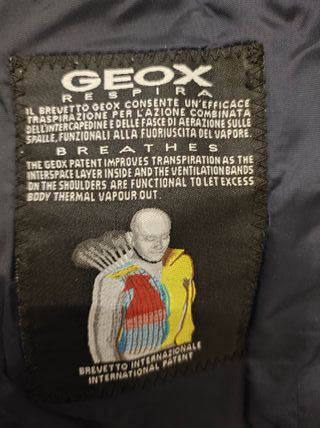 GEOX
RESPIRA
IL BREVETTO GEOX CONSENTE UN'EFFICACE
TRASPIRAZIONE PER L'AZIONE COMBINATA
DELL'INTERCAPEDINE E DELLE FASCE DI AERAZIONE SULLE
SPALLE, FUNZIONALI ALLA FUORIUSCITA DEL VAPORE.
BREATHES
THE GEOX PATENT IMPROVES TRANSPIRATION AS THE
INTERSPACE LAYER INSIDE AND THE VENTILATION BANDS
ON THE SHOULDERS ARE FUNCTIONAL TO LET EXCESS
BODY THERMAL VAPOUR OUT.
BREVETTO INTERNAZIONALE
INTERNATIONAL PATENT